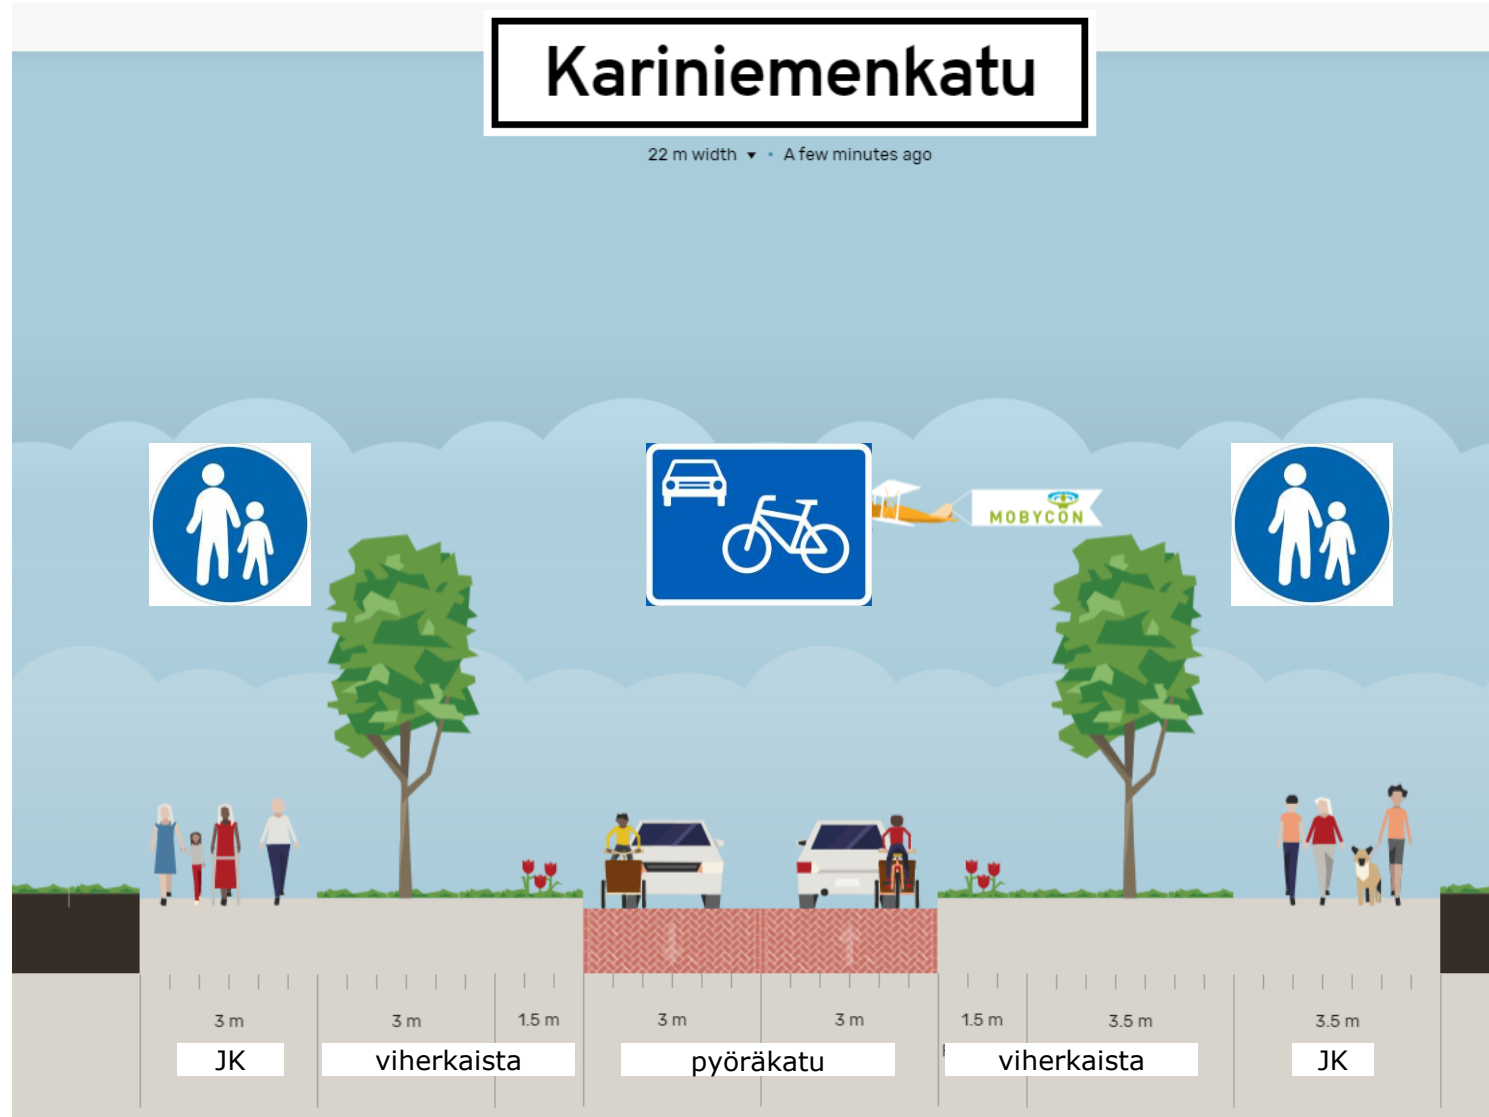 Kariniemenkatu
22 m width ▾ · A few minutes ago
MOBYCON
3 m 3 m 1.5 m 3 m 3 m 1.5 m 3.5 m 3.5 m
JK viherkaista pyöräkatu viherkaista JK